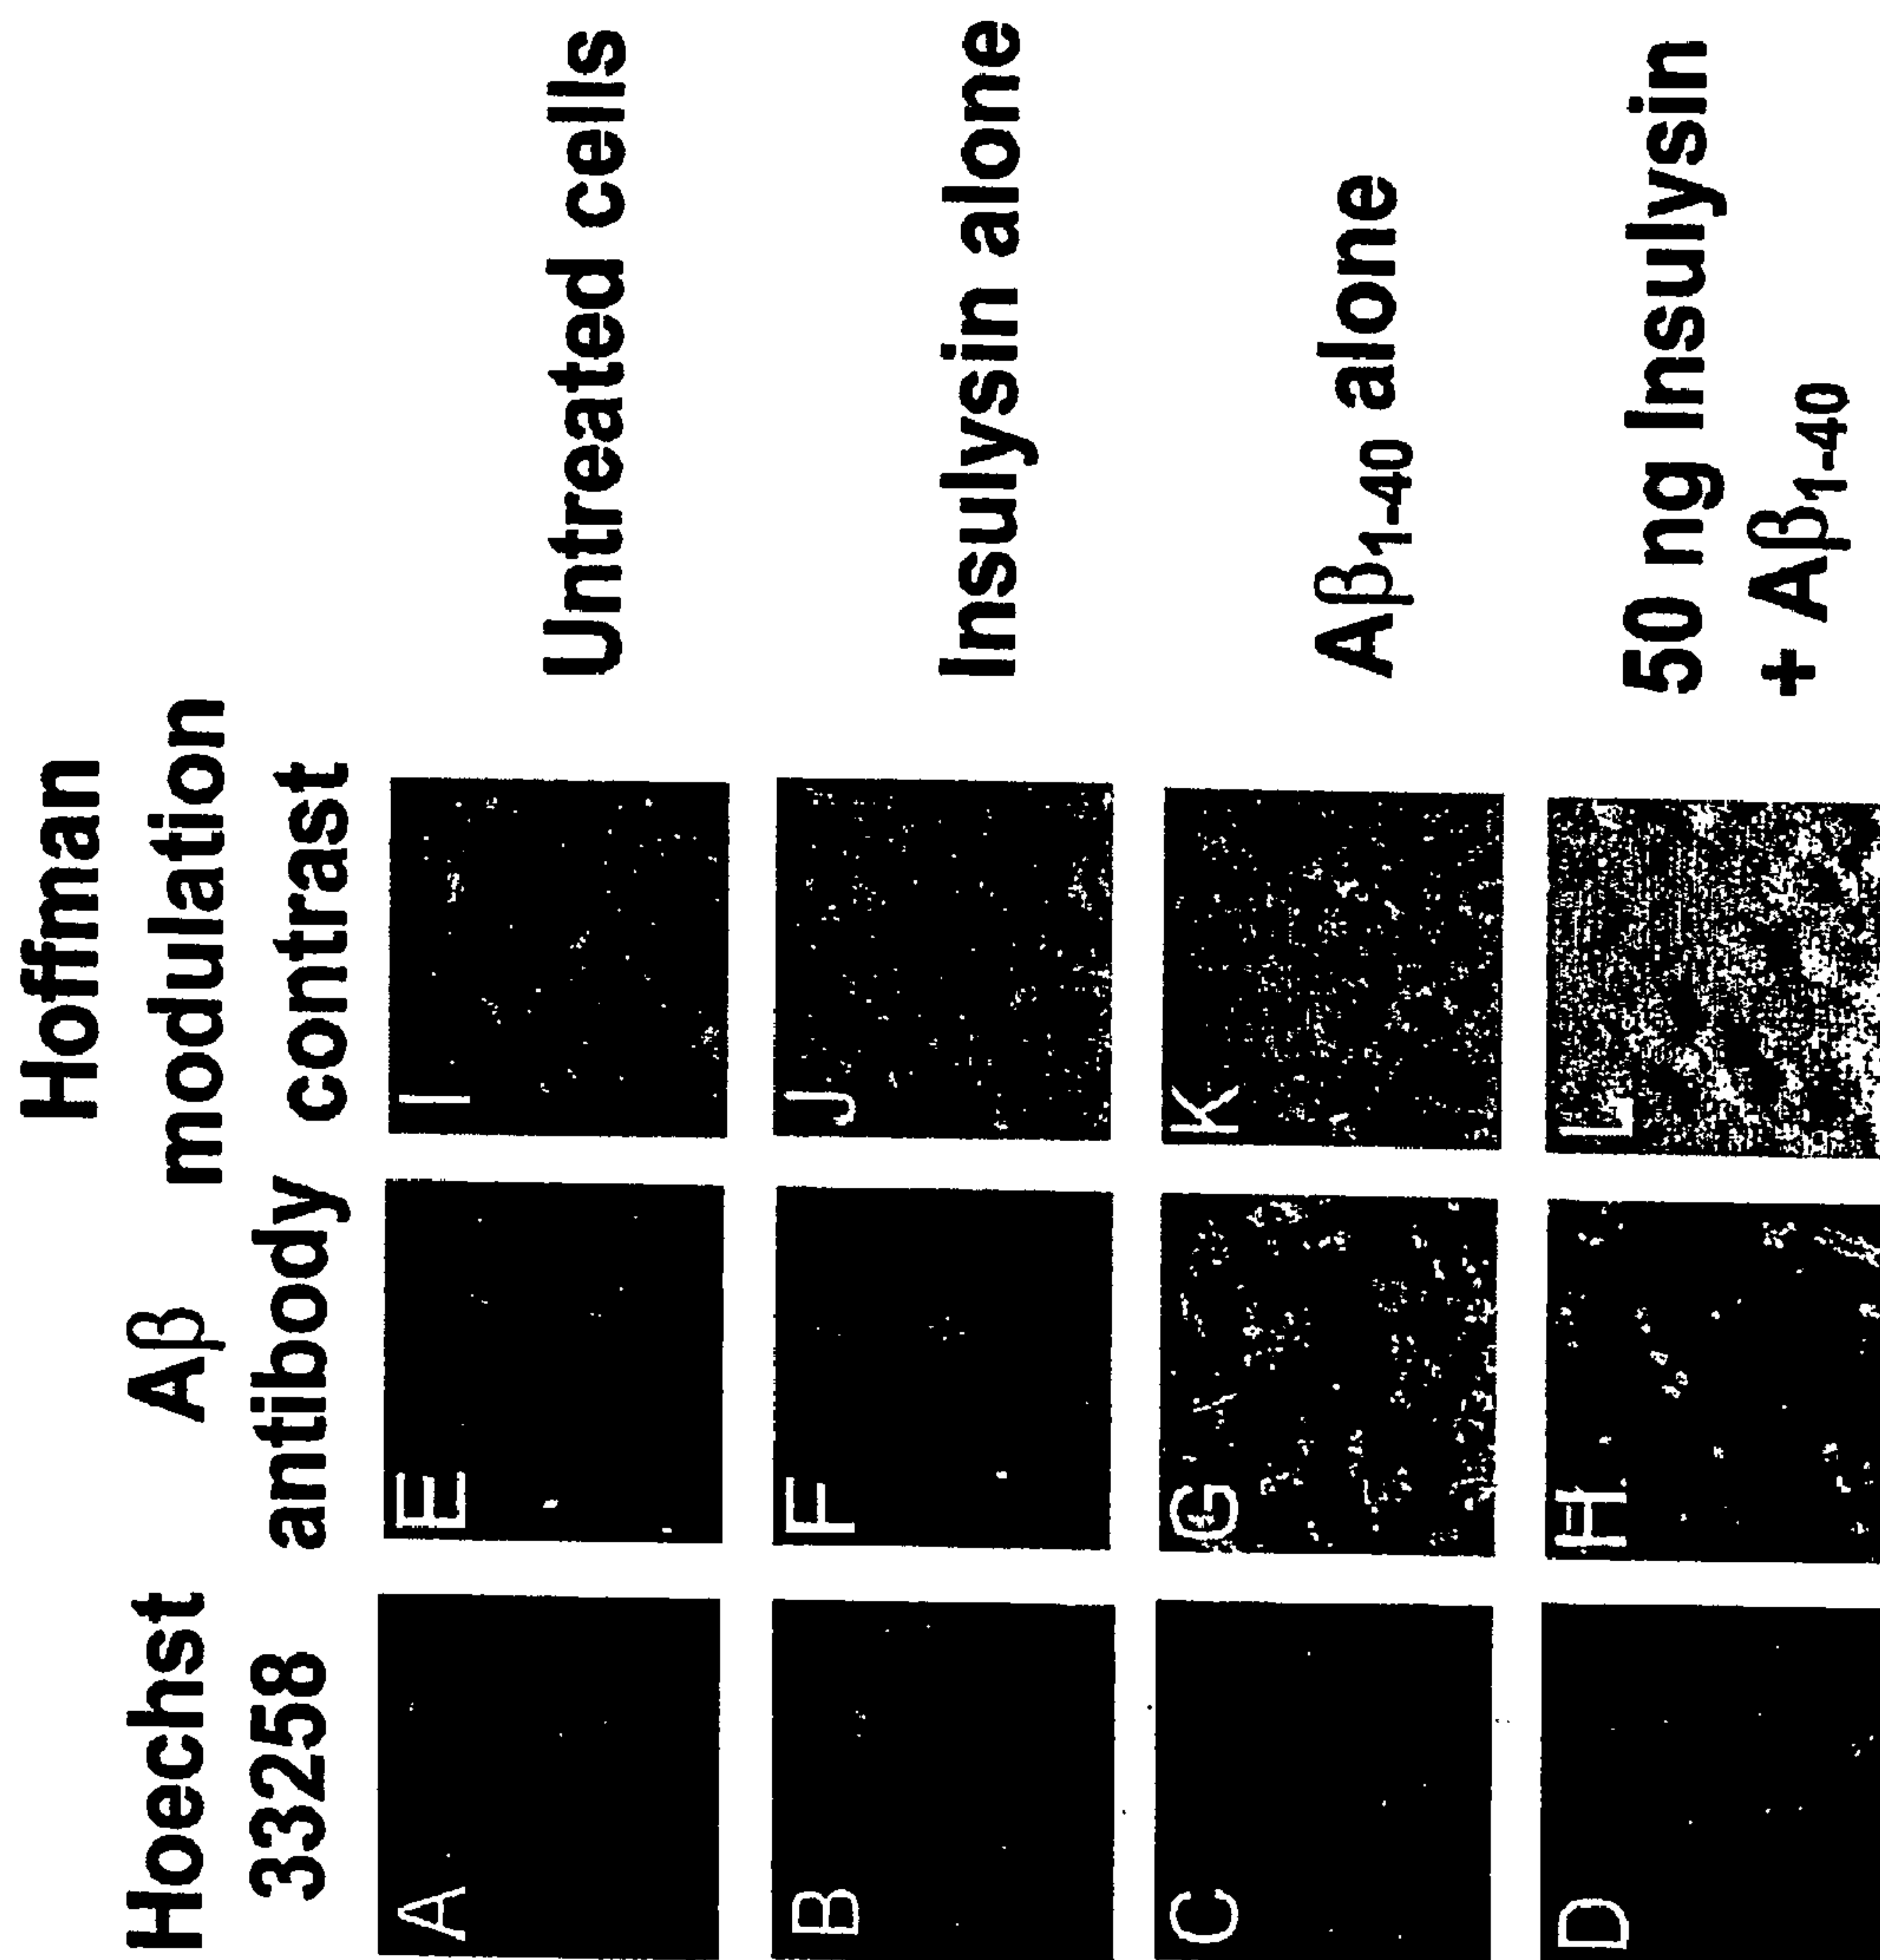 Hoechst
33258
Aβ
antibody
Hoffman
modulation
contrast
A
E
I
Untreated cells
B
F
J
Insulysin alone
C
G
K
Aβ1-40 alone
D
H
L
50 ng Insulysin
+ Aβ1-40